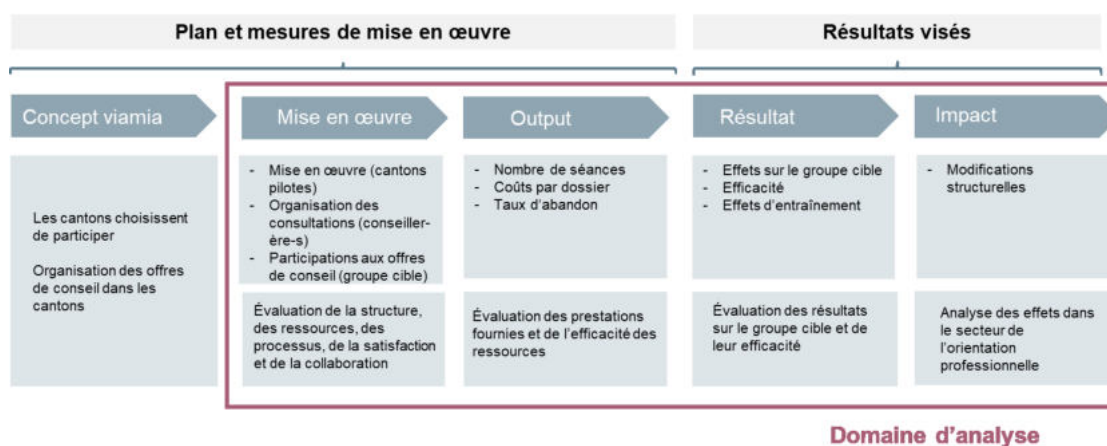 Plan et mesures de mise en œuvre
Résultats visés
Concept viamia
Mise en œuvre
Output
Résultat
Impact
Les cantons choisissent
de participer
Organisation des offres
de conseil dans les
cantons
- Mise en œuvre (cantons
pilotes)
- Organisation des
consultations (conseiller-
ère-s)
- Participations aux offres
de conseil (groupe cible)
- Nombre de séances
- Coûts par dossier
- Taux d'abandon
- Effets sur le groupe cible
- Efficacité
- Effets d'entraînement
- Modifications
structurelles
Évaluation de la structure,
des ressources, des
processus, de la satisfaction
et de la collaboration
Évaluation des prestations
fournies et de l'efficacité des
ressources
Évaluation des résultats
sur le groupe cible et de
leur efficacité
Analyse des effets dans
le secteur de
l'orientation
professionnelle
Domaine d'analyse